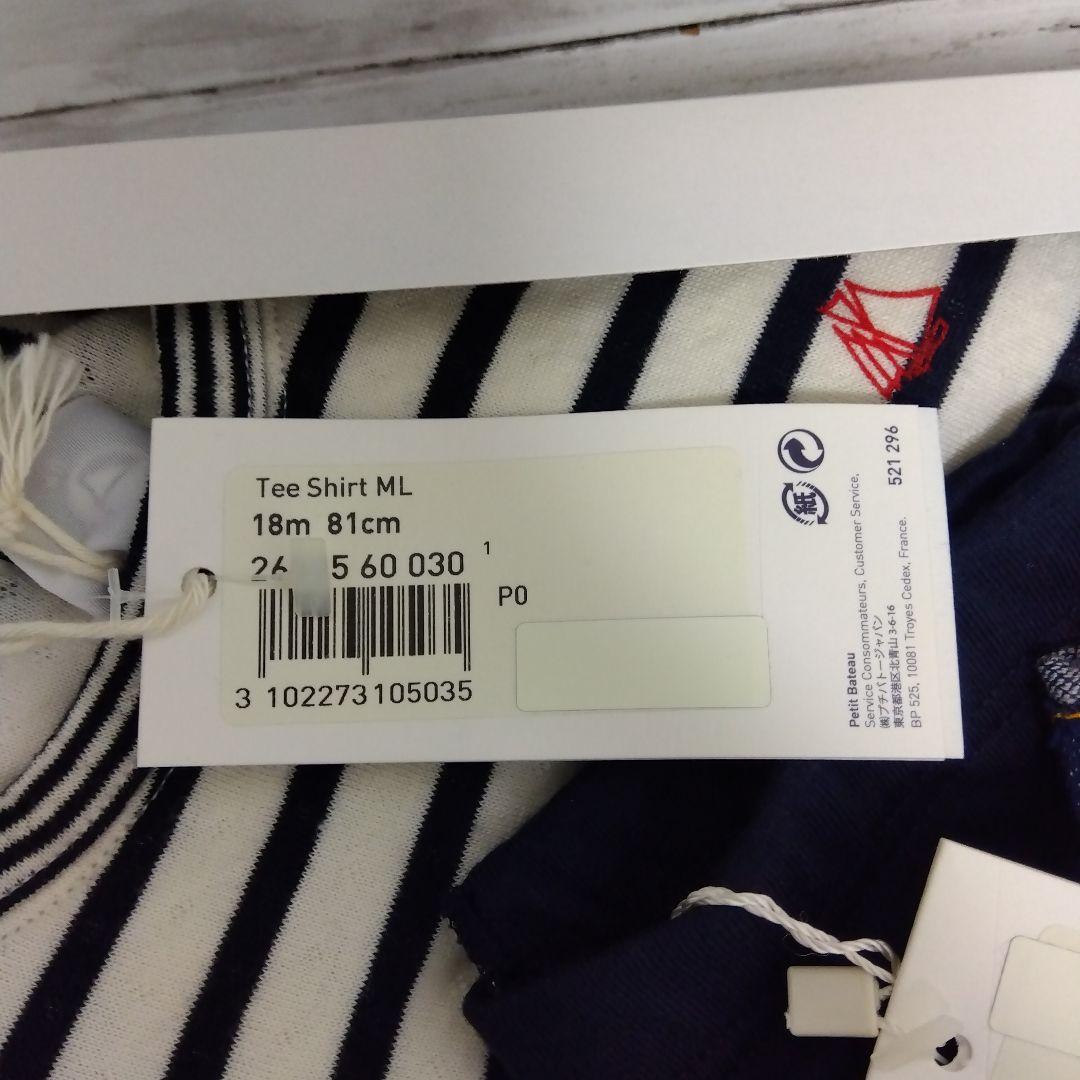 Tee Shirt ML
18m 81cm
26 5 60 030 1
P0
3 102273 105035
紙
521 296
Petit Bateau
Service Consommateurs, Customer Service,
㈱プチバトージャパン
東京都港区北青山 3-6-16
BP 525, 10081 Troyes Cedex, France.